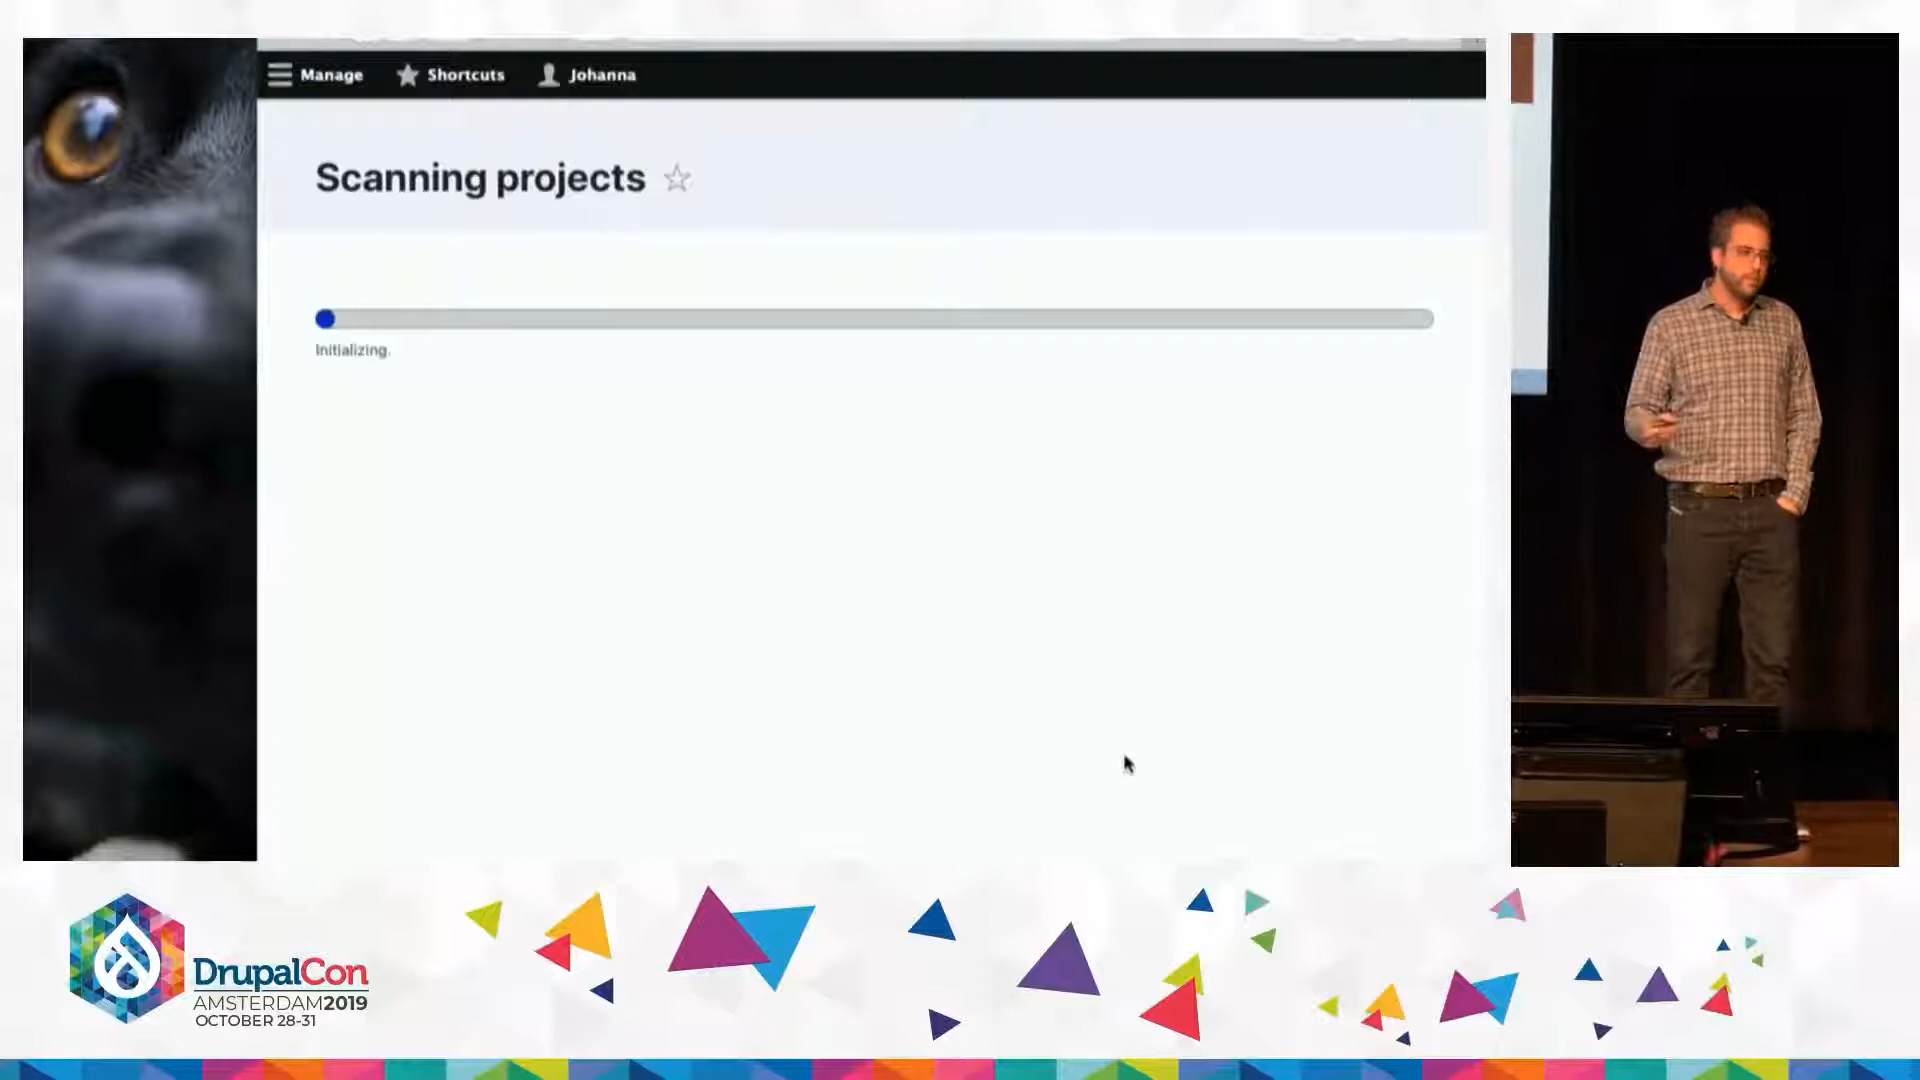 Manage Shortcuts Johanna
Scanning projects
Initializing.
DrupalCon
AMSTERDAM2019
OCTOBER 28-31